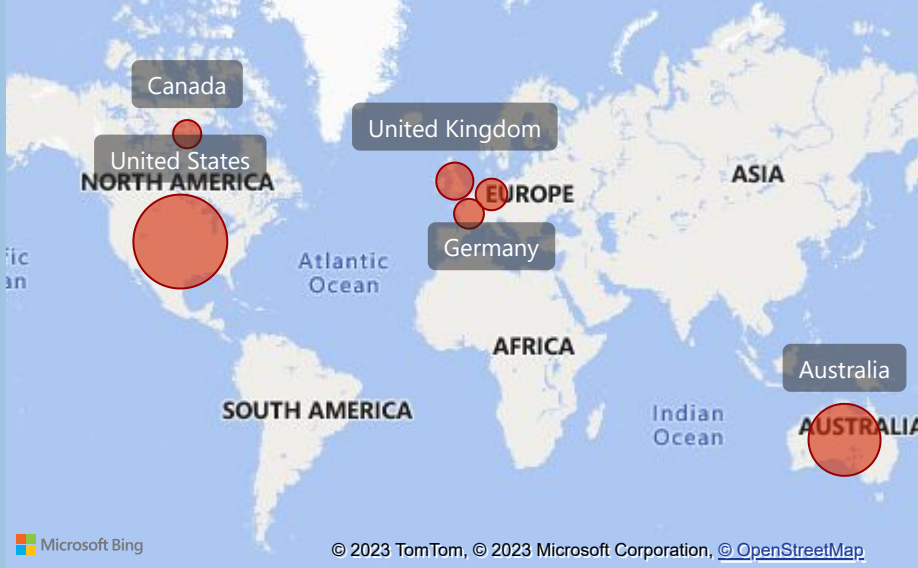 Canada
United Kingdom
United States
NORTH AMERICA
ASIA
EUROPE
Germany
Atlantic
Ocean
AFRICA
Australia
SOUTH AMERICA
Indian
Ocean
AUSTRALIA
Microsoft Bing
© 2023 TomTom, © 2023 Microsoft Corporation, © OpenStreetMap